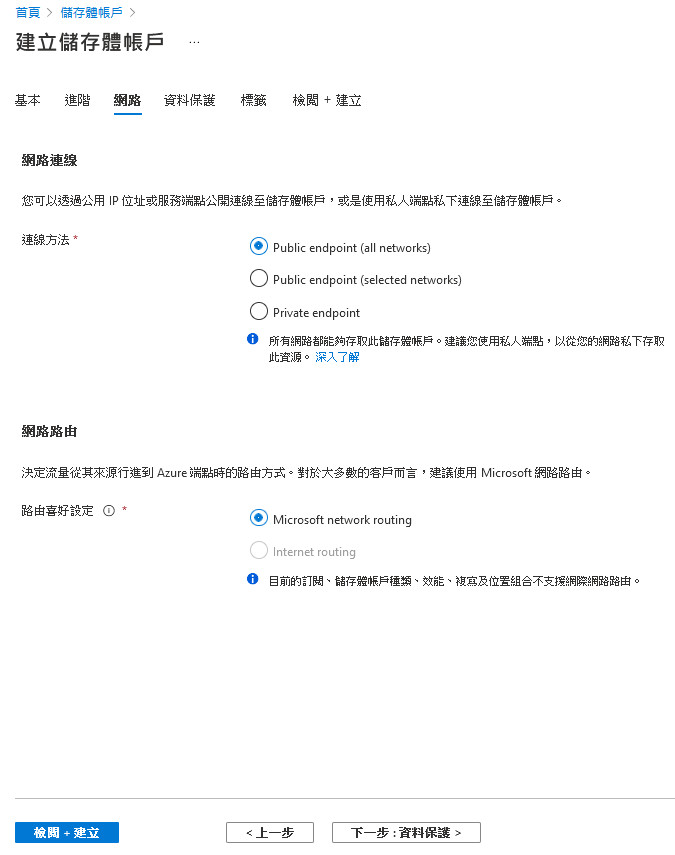 首頁 > 儲存體帳戶 >
建立儲存體帳戶 ...
基本 進階 網路 資料保護 標籤 檢閱 + 建立
網路連線
您可以透過公用 IP 位址或服務端點公開連線至儲存體帳戶，或是使用私人端點私下連線至儲存體帳戶。
連線方法 *
Public endpoint (all networks)
Public endpoint (selected networks)
Private endpoint
所有網路都能夠存取此儲存體帳戶。建議您使用私人端點，以從您的網路私下存取
此資源。 深入了解
網路路由
決定流量從其來源行進到 Azure 端點時的路由方式。對於大多數的客戶而言，建議使用 Microsoft 網路路由。
路由喜好設定 *
Microsoft network routing
Internet routing
目前的訂閱、儲存體帳戶種類、效能、複寫及位置組合不支援網際網路路由。
檢閱 + 建立 < 上一步 下一步 : 資料保護 >